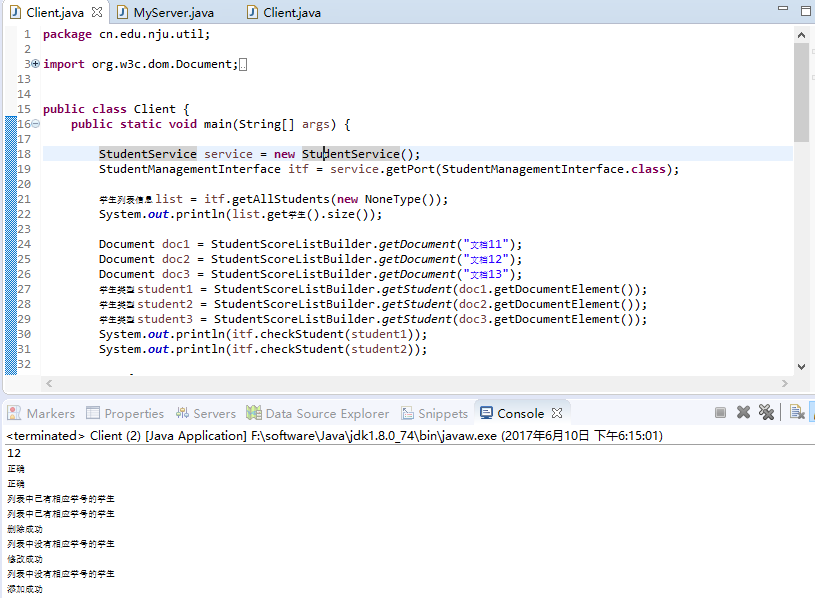 Client.java MyServer.java Client.java
1 package cn.edu.nju.util;
2
3 import org.w3c.dom.Document;
13
14
15 public class Client {
16 public static void main(String[] args) {
17
18 StudentService service = new StudentService();
19 StudentManagementInterface itf = service.getPort(StudentManagementInterface.class);
20
21 学生列表信息 list = itf.getAllStudents(new NoneType());
22 System.out.println(list.get学生().size());
23
24 Document doc1 = StudentScoreListBuilder.getDocument("文档11");
25 Document doc2 = StudentScoreListBuilder.getDocument("文档12");
26 Document doc3 = StudentScoreListBuilder.getDocument("文档13");
27 学生类型 student1 = StudentScoreListBuilder.getStudent(doc1.getDocumentElement());
28 学生类型 student2 = StudentScoreListBuilder.getStudent(doc2.getDocumentElement());
29 学生类型 student3 = StudentScoreListBuilder.getStudent(doc3.getDocumentElement());
30 System.out.println(itf.checkStudent(student1));
31 System.out.println(itf.checkStudent(student2));
32
Markers Properties Servers Data Source Explorer Snippets Console
<terminated> Client (2) [Java Application] F:\software\Java\jdk1.8.0_74\bin\javaw.exe (2017年6月10日 下午6:15:01)
12
正确
正确
列表中已有相应学号的学生
列表中已有相应学号的学生
删除成功
列表中没有相应学号的学生
修改成功
列表中没有相应学号的学生
添加成功